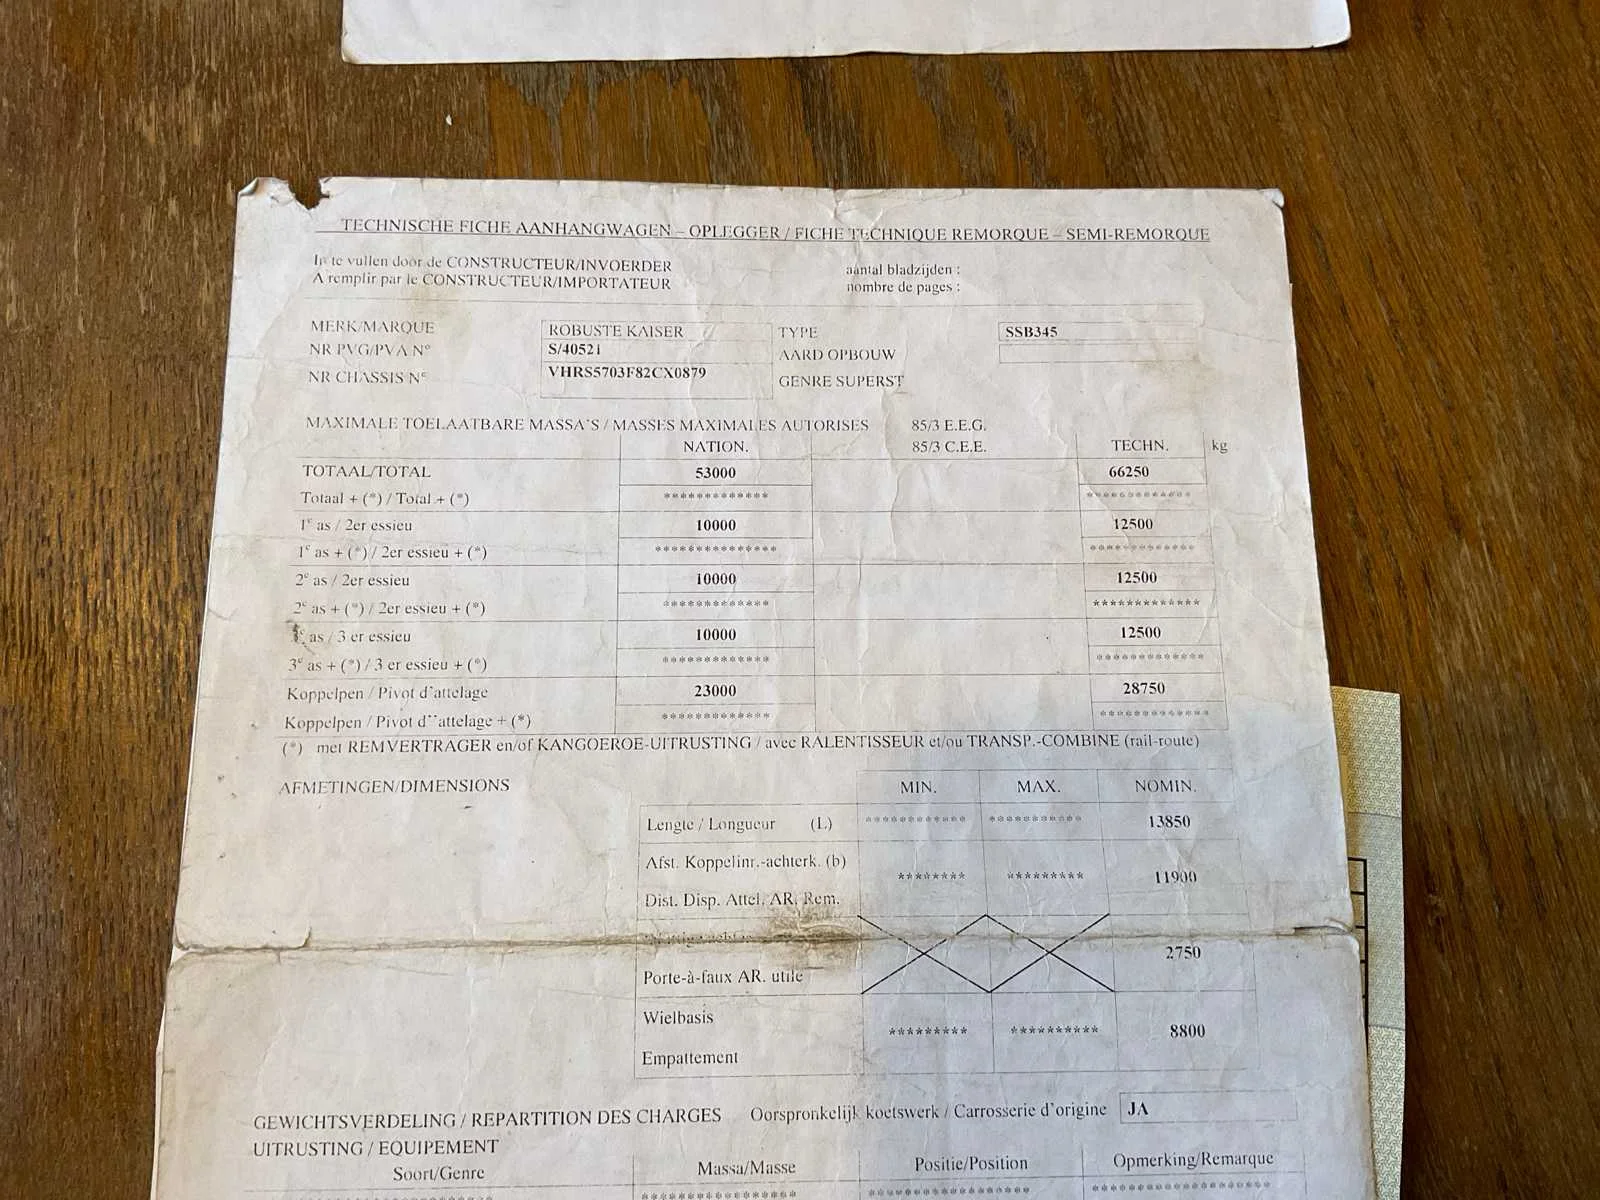 TECHNISCHE FICHE AANHANGWAGEN – OPLEGGER / FICHE TECHNIQUE REMORQUE – SEMI-REMORQUE
In te vullen door de CONSTRUCTEUR/INVOERDER aantal bladzijden :
A remplir par le CONSTRUCTEUR/IMPORTATEUR nombre de pages :
MERK/MARQUE ROBUSTE KAISER TYPE SSB345
NR PVG/PVA N° S/40521 AARD OPBOUW
NR CHASSIS N° VHRS5703F82CX0879 GENRE SUPERST
MAXIMALE TOELAATBARE MASSA'S / MASSES MAXIMALES AUTORISES 85/3 E.E.G.
NATION. 85/3 C.E.E. TECHN. kg
TOTAAL/TOTAL 53000 66250
Totaal + (*) / Total + (*) ************* *************
1e as / 2er essieu 10000 12500
1e as + (*) / 2er essieu + (*) *************** *************
2e as / 2er essieu 10000 12500
2e as + (*) / 2er essieu + (*) ************* *************
as / 3 er essieu 10000 12500
3e as + (*) / 3 er essieu + (*) ************* *************
Koppelpen / Pivot d'attelage 23000 28750
Koppelpen / Pivot d''attelage + (*) ************* *************
(*) met REMVERTRAGER en/of KANGOEROE-UITRUSTING / avec RALENTISSEUR et/ou TRANSP.-COMBINE (rail-route)
AFMETINGEN/DIMENSIONS MIN. MAX. NOMIN.
Lengte / Longueur (L) ************ *********** 13850
Afst. Koppelinr.-achterk. (b)
******** ********* 11900
Dist. Disp. Attel. AR. Rem.
2750
Porte-à-faux AR. utile
Wielbasis
********* ********** 8800
Empattement
GEWICHTSVERDELING / REPARTITION DES CHARGES Oorspronkelijk koetswerk / Carrosserie d'origine JA
UITRUSTING / EQUIPEMENT
Soort/Genre Massa/Masse Positie/Position Opmerking/Remarque